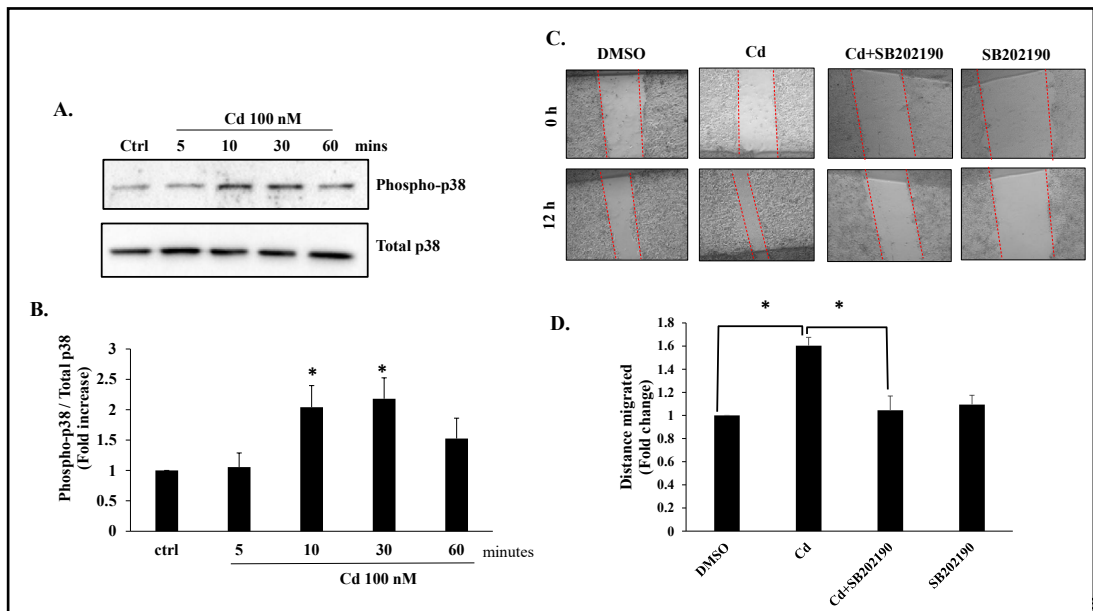 A.
Cd 100 nM
Ctrl 5 10 30 60 mins
Phospho-p38
Total p38
B.
Phospho-p38 / Total p38
(Fold increase)
3
2.5
2
1.5
1
0.5
0
* *
ctrl 5 10 30 60 minutes
Cd 100 nM
C.
DMSO Cd Cd+SB202190 SB202190
0 h
12 h
D.
* *
Distance migrated
(Fold change)
1.8
1.6
1.4
1.2
1
0.8
0.6
0.4
0.2
0
DMSO
Cd
Cd+SB202190
SB202190